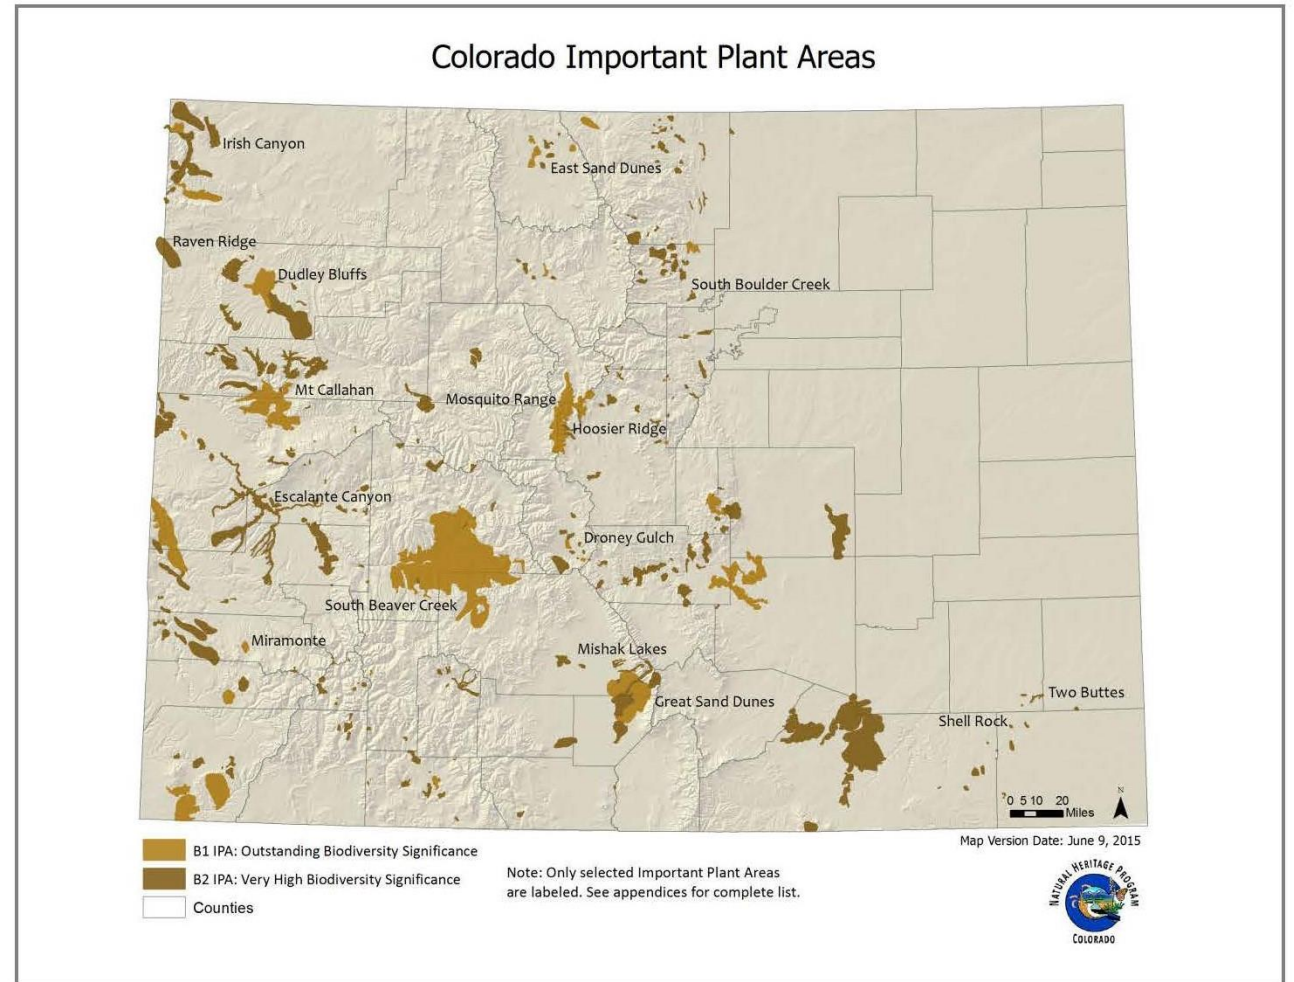 Colorado Important Plant Areas
Irish Canyon
East Sand Dunes
Raven Ridge
Dudley Bluffs
South Boulder Creek
Mt Callahan
Mosquito Range
Hoosier Ridge
Escalante Canyon
Droney Gulch
South Beaver Creek
Miramonte
Mishak Lakes
Great Sand Dunes
Two Buttes
Shell Rock
N
0 5 10 20
Miles
Map Version Date: June 9, 2015
B1 IPA: Outstanding Biodiversity Significance
B2 IPA: Very High Biodiversity Significance
Counties
Note: Only selected Important Plant Areas
are labeled. See appendices for complete list.
NATURAL HERITAGE PROGRAM
COLORADO